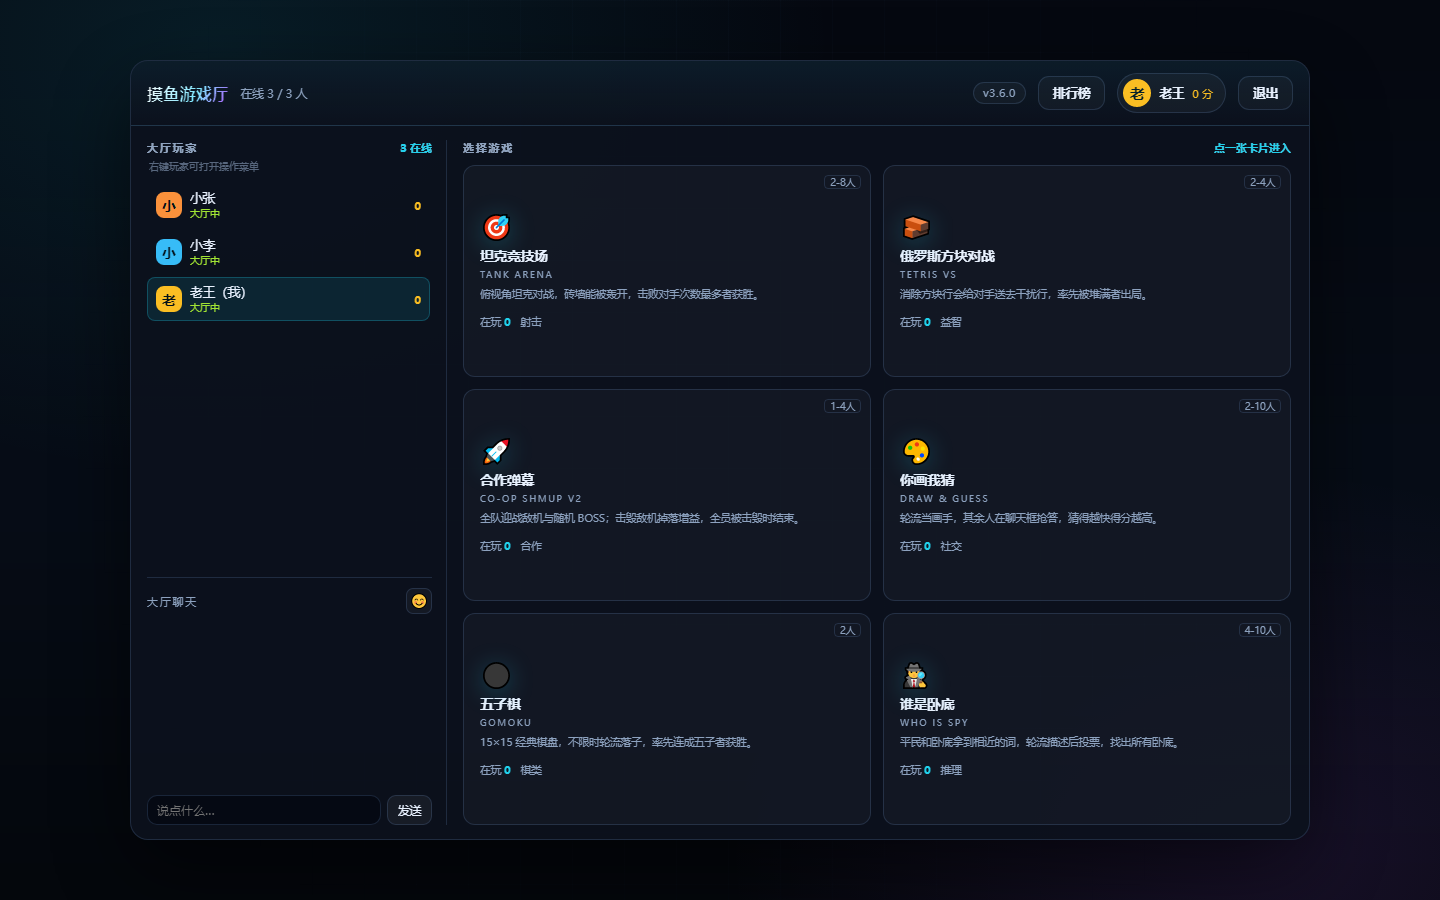 摸鱼游戏厅 在线 3 / 3 人 v3.6.0 排行榜 老 老王 0 分 退出
大厅玩家 3 在线
右键玩家可打开操作菜单
小 小张 0
大厅中
小 小李 0
大厅中
老 老王（我） 0
大厅中
大厅聊天
说点什么... 发送
选择游戏 点一张卡片进入
2-8人
坦克竞技场
TANK ARENA
俯视角坦克对战，砖墙能被轰开，击败对手次数最多者获胜。
在玩 0 射击
2-4人
俄罗斯方块对战
TETRIS VS
消除方块行会给对手送去干扰行，率先被堆满者出局。
在玩 0 益智
1-4人
合作弹幕
CO-OP SHMUP V2
全队迎战敌机与随机 BOSS；击毁敌机掉落增益，全员被击毁时结束。
在玩 0 合作
2-10人
你画我猜
DRAW & GUESS
轮流当画手，其余人在聊天框抢答，猜得越快得分越高。
在玩 0 社交
2人
五子棋
GOMOKU
15×15 经典棋盘，不限时轮流落子，率先连成五子者获胜。
在玩 0 棋类
4-10人
谁是卧底
WHO IS SPY
平民和卧底拿到相近的词，轮流描述后投票，找出所有卧底。
在玩 0 推理